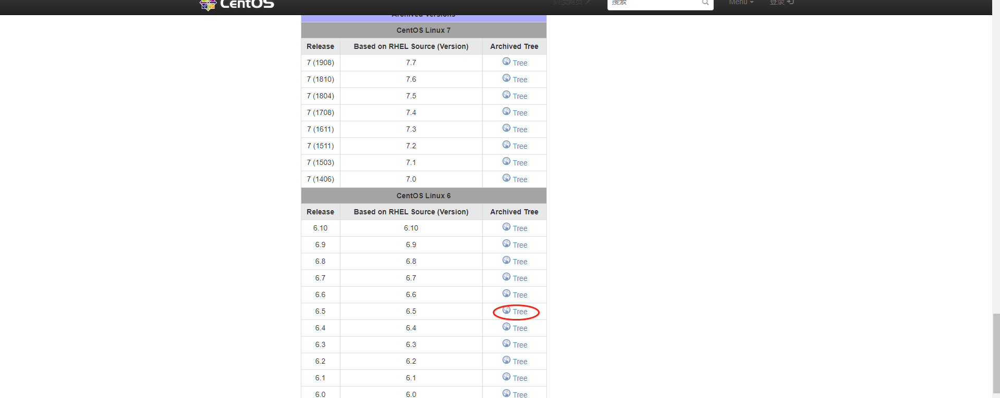 CentOS
只读网页 搜索 Menu 登录
Archived Versions
CentOS Linux 7
Release Based on RHEL Source (Version) Archived Tree
7 (1908) 7.7 Tree
7 (1810) 7.6 Tree
7 (1804) 7.5 Tree
7 (1708) 7.4 Tree
7 (1611) 7.3 Tree
7 (1511) 7.2 Tree
7 (1503) 7.1 Tree
7 (1406) 7.0 Tree
CentOS Linux 6
Release Based on RHEL Source (Version) Archived Tree
6.10 6.10 Tree
6.9 6.9 Tree
6.8 6.8 Tree
6.7 6.7 Tree
6.6 6.6 Tree
6.5 6.5 Tree
6.4 6.4 Tree
6.3 6.3 Tree
6.2 6.2 Tree
6.1 6.1 Tree
6.0 6.0 Tree